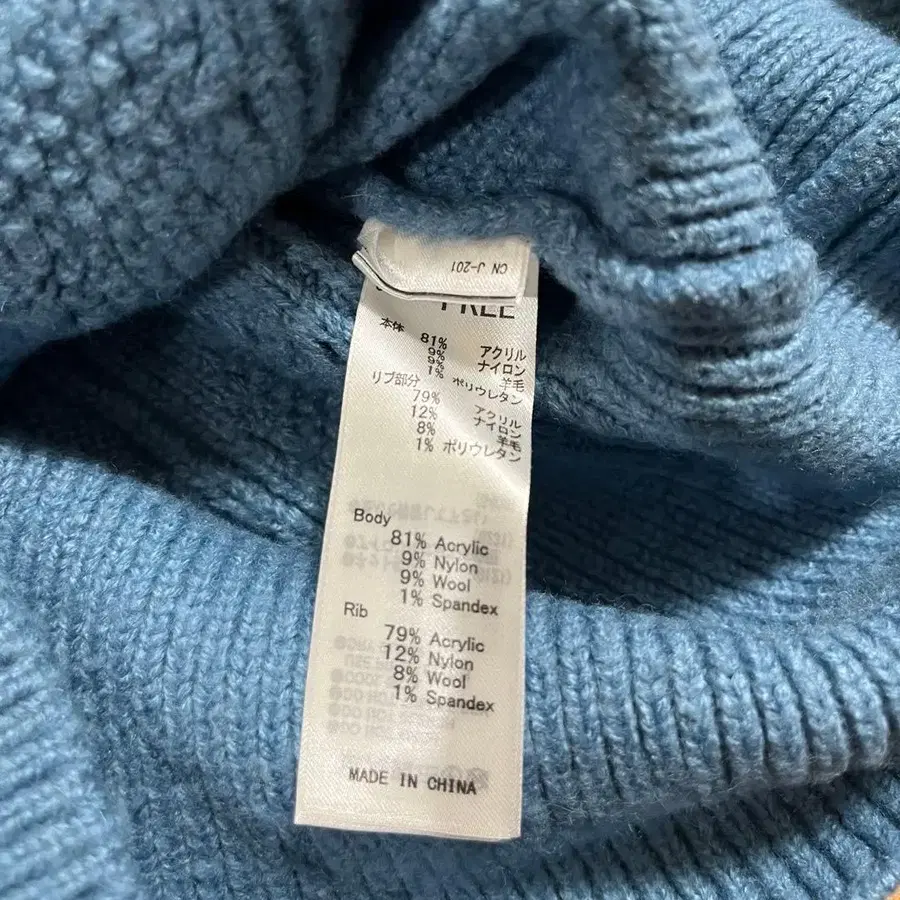 CN J-201
FREE
本体
81% アクリル
9% ナイロン
9% 羊毛
1% ポリウレタン
リブ部分
79% アクリル
12% ナイロン
8% 羊毛
1% ポリウレタン
Body
81% Acrylic
9% Nylon
9% Wool
1% Spandex
Rib
79% Acrylic
12% Nylon
8% Wool
1% Spandex
MADE IN CHINA